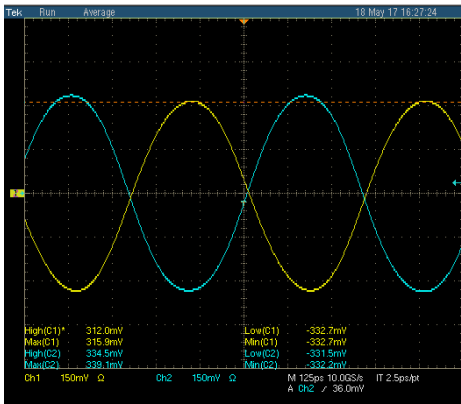 Tek Run Average 18 May 17 16:27:24
High(C1)* 312.0mV Low(C1) -332.7mV
Max(C1) 315.9mV Min(C1) -332.7mV
High(C2) 334.5mV Low(C2) -331.5mV
Max(C2) 339.1mV Min(C2) -332.2mV
Ch1 150mV Ω Ch2 150mV Ω M 125ps 10.0GS/s IT 2.5ps/pt
A Ch2 ∕ 36.0mV